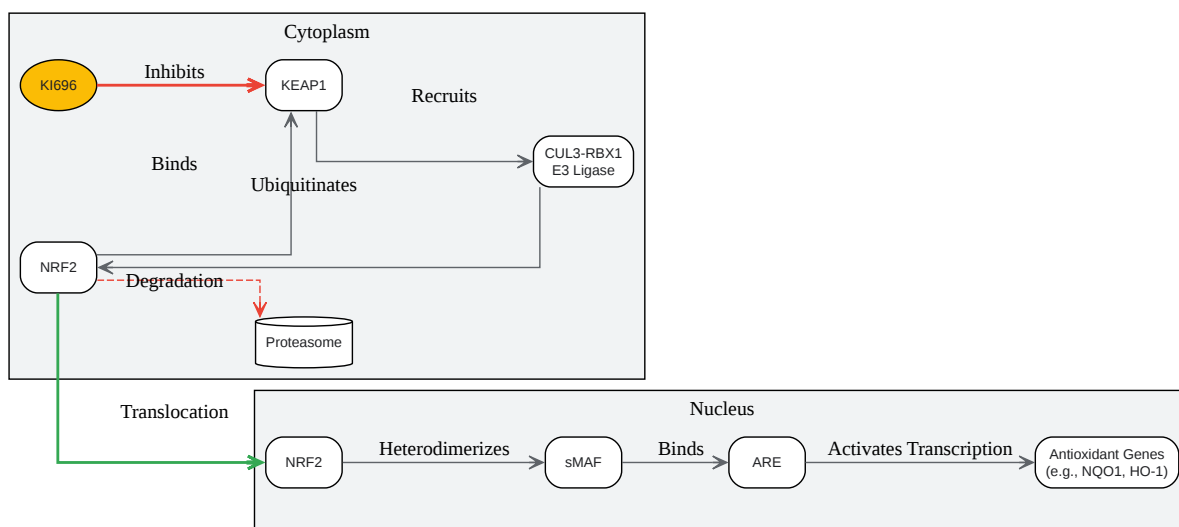 Cytoplasm
Inhibits
KI696
KEAP1
Recruits
CUL3-RBX1
E3 Ligase
Binds
Ubiquitinates
NRF2
Degradation
Proteasome
Translocation
Nucleus
NRF2
Heterodimerizes
sMAF
Binds
ARE
Activates Transcription
Antioxidant Genes
(e.g., NQO1, HO-1)